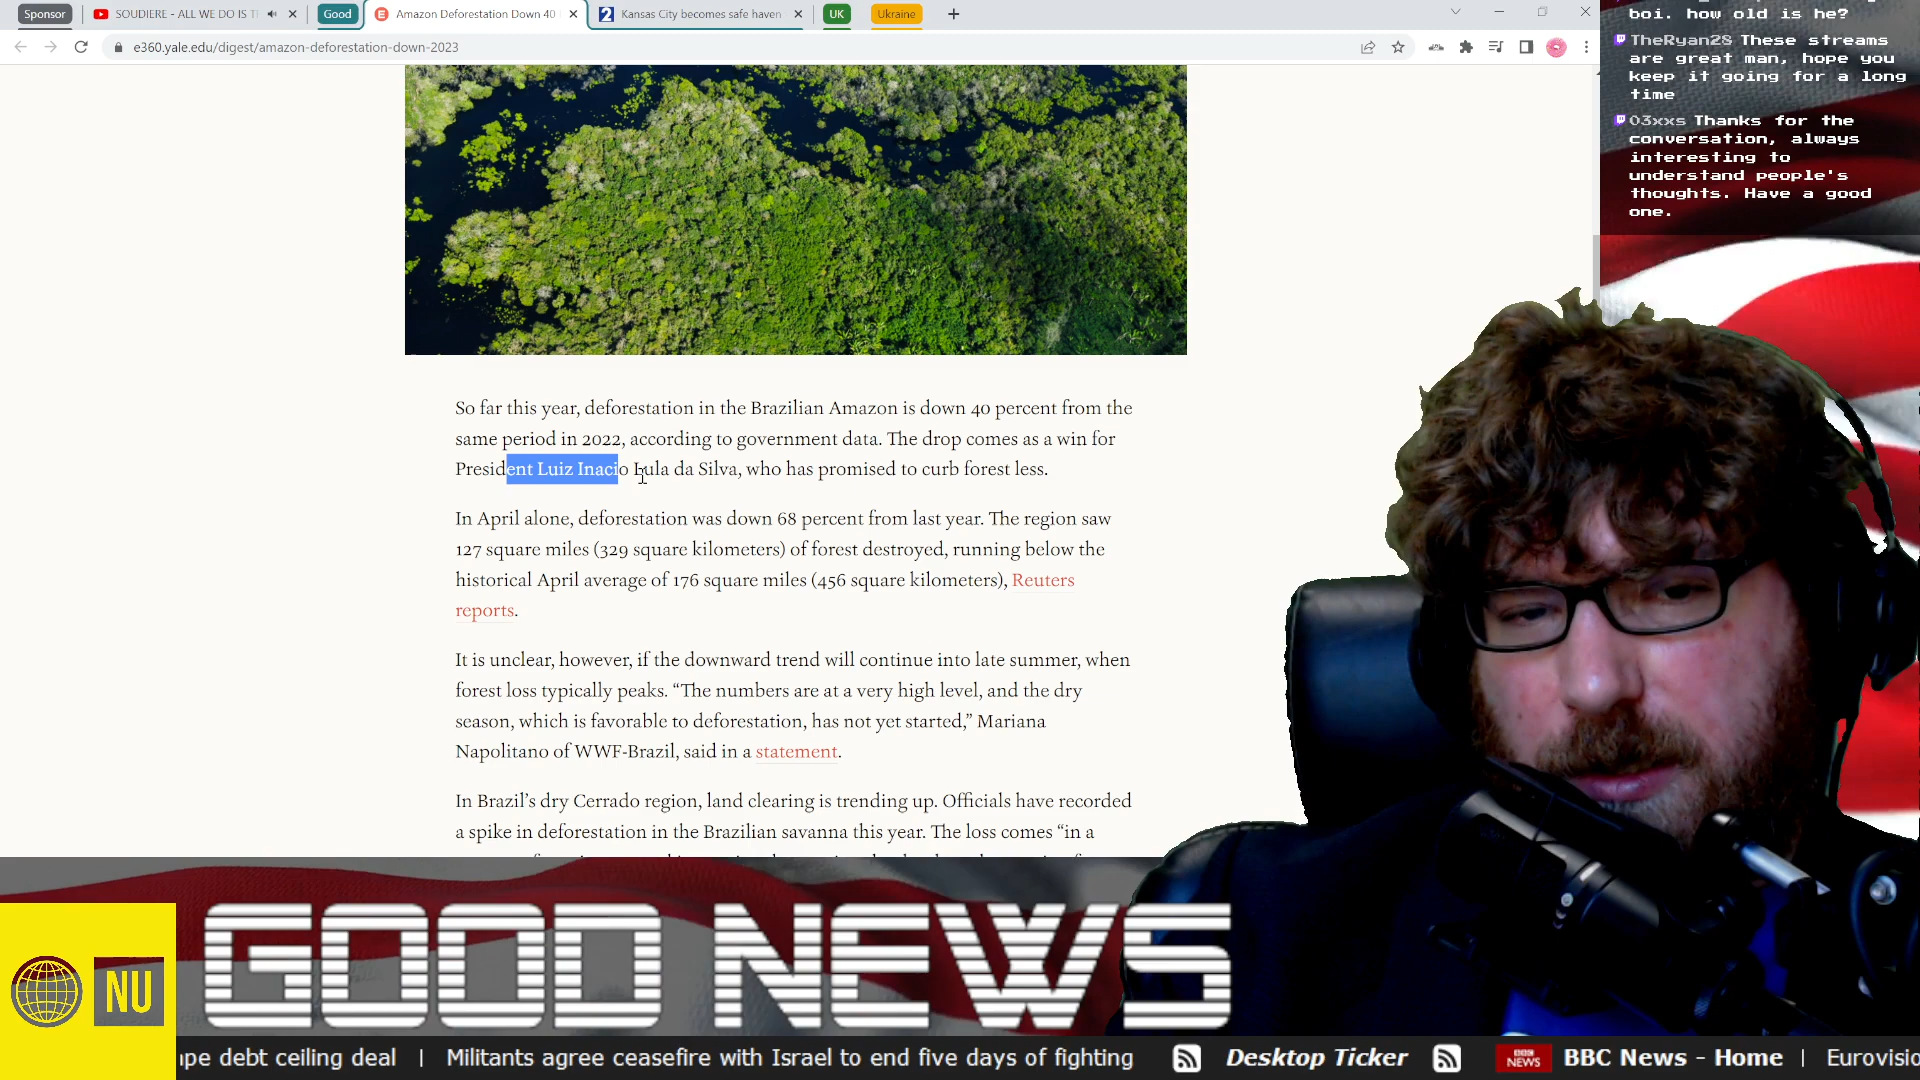 Sponsor
SOUDIERE - ALL WE DO IS T
Good
Amazon Deforestation Down 40
Kansas City becomes safe haven
UK
Ukraine
e360.yale.edu/digest/amazon-deforestation-down-2023
boi. how old is he?
TheRyan28 These streams
are great man, hope you
keep it going for a long
time
03xxs Thanks for the
conversation, always
interesting to
understand people's
thoughts. Have a good
one.
So far this year, deforestation in the Brazilian Amazon is down 40 percent from the
same period in 2022, according to government data. The drop comes as a win for
President Luiz Inacio Lula da Silva, who has promised to curb forest less.
In April alone, deforestation was down 68 percent from last year. The region saw
127 square miles (329 square kilometers) of forest destroyed, running below the
historical April average of 176 square miles (456 square kilometers), Reuters
reports.
It is unclear, however, if the downward trend will continue into late summer, when
forest loss typically peaks. “The numbers are at a very high level, and the dry
season, which is favorable to deforestation, has not yet started,” Mariana
Napolitano of WWF-Brazil, said in a statement.
In Brazil’s dry Cerrado region, land clearing is trending up. Officials have recorded
a spike in deforestation in the Brazilian savanna this year. The loss comes “in a
NU
GOOD NEWS
debt ceiling deal | Militants agree ceasefire with Israel to end five days of fighting Desktop Ticker BBC NEWS BBC News - Home | Eurovisio